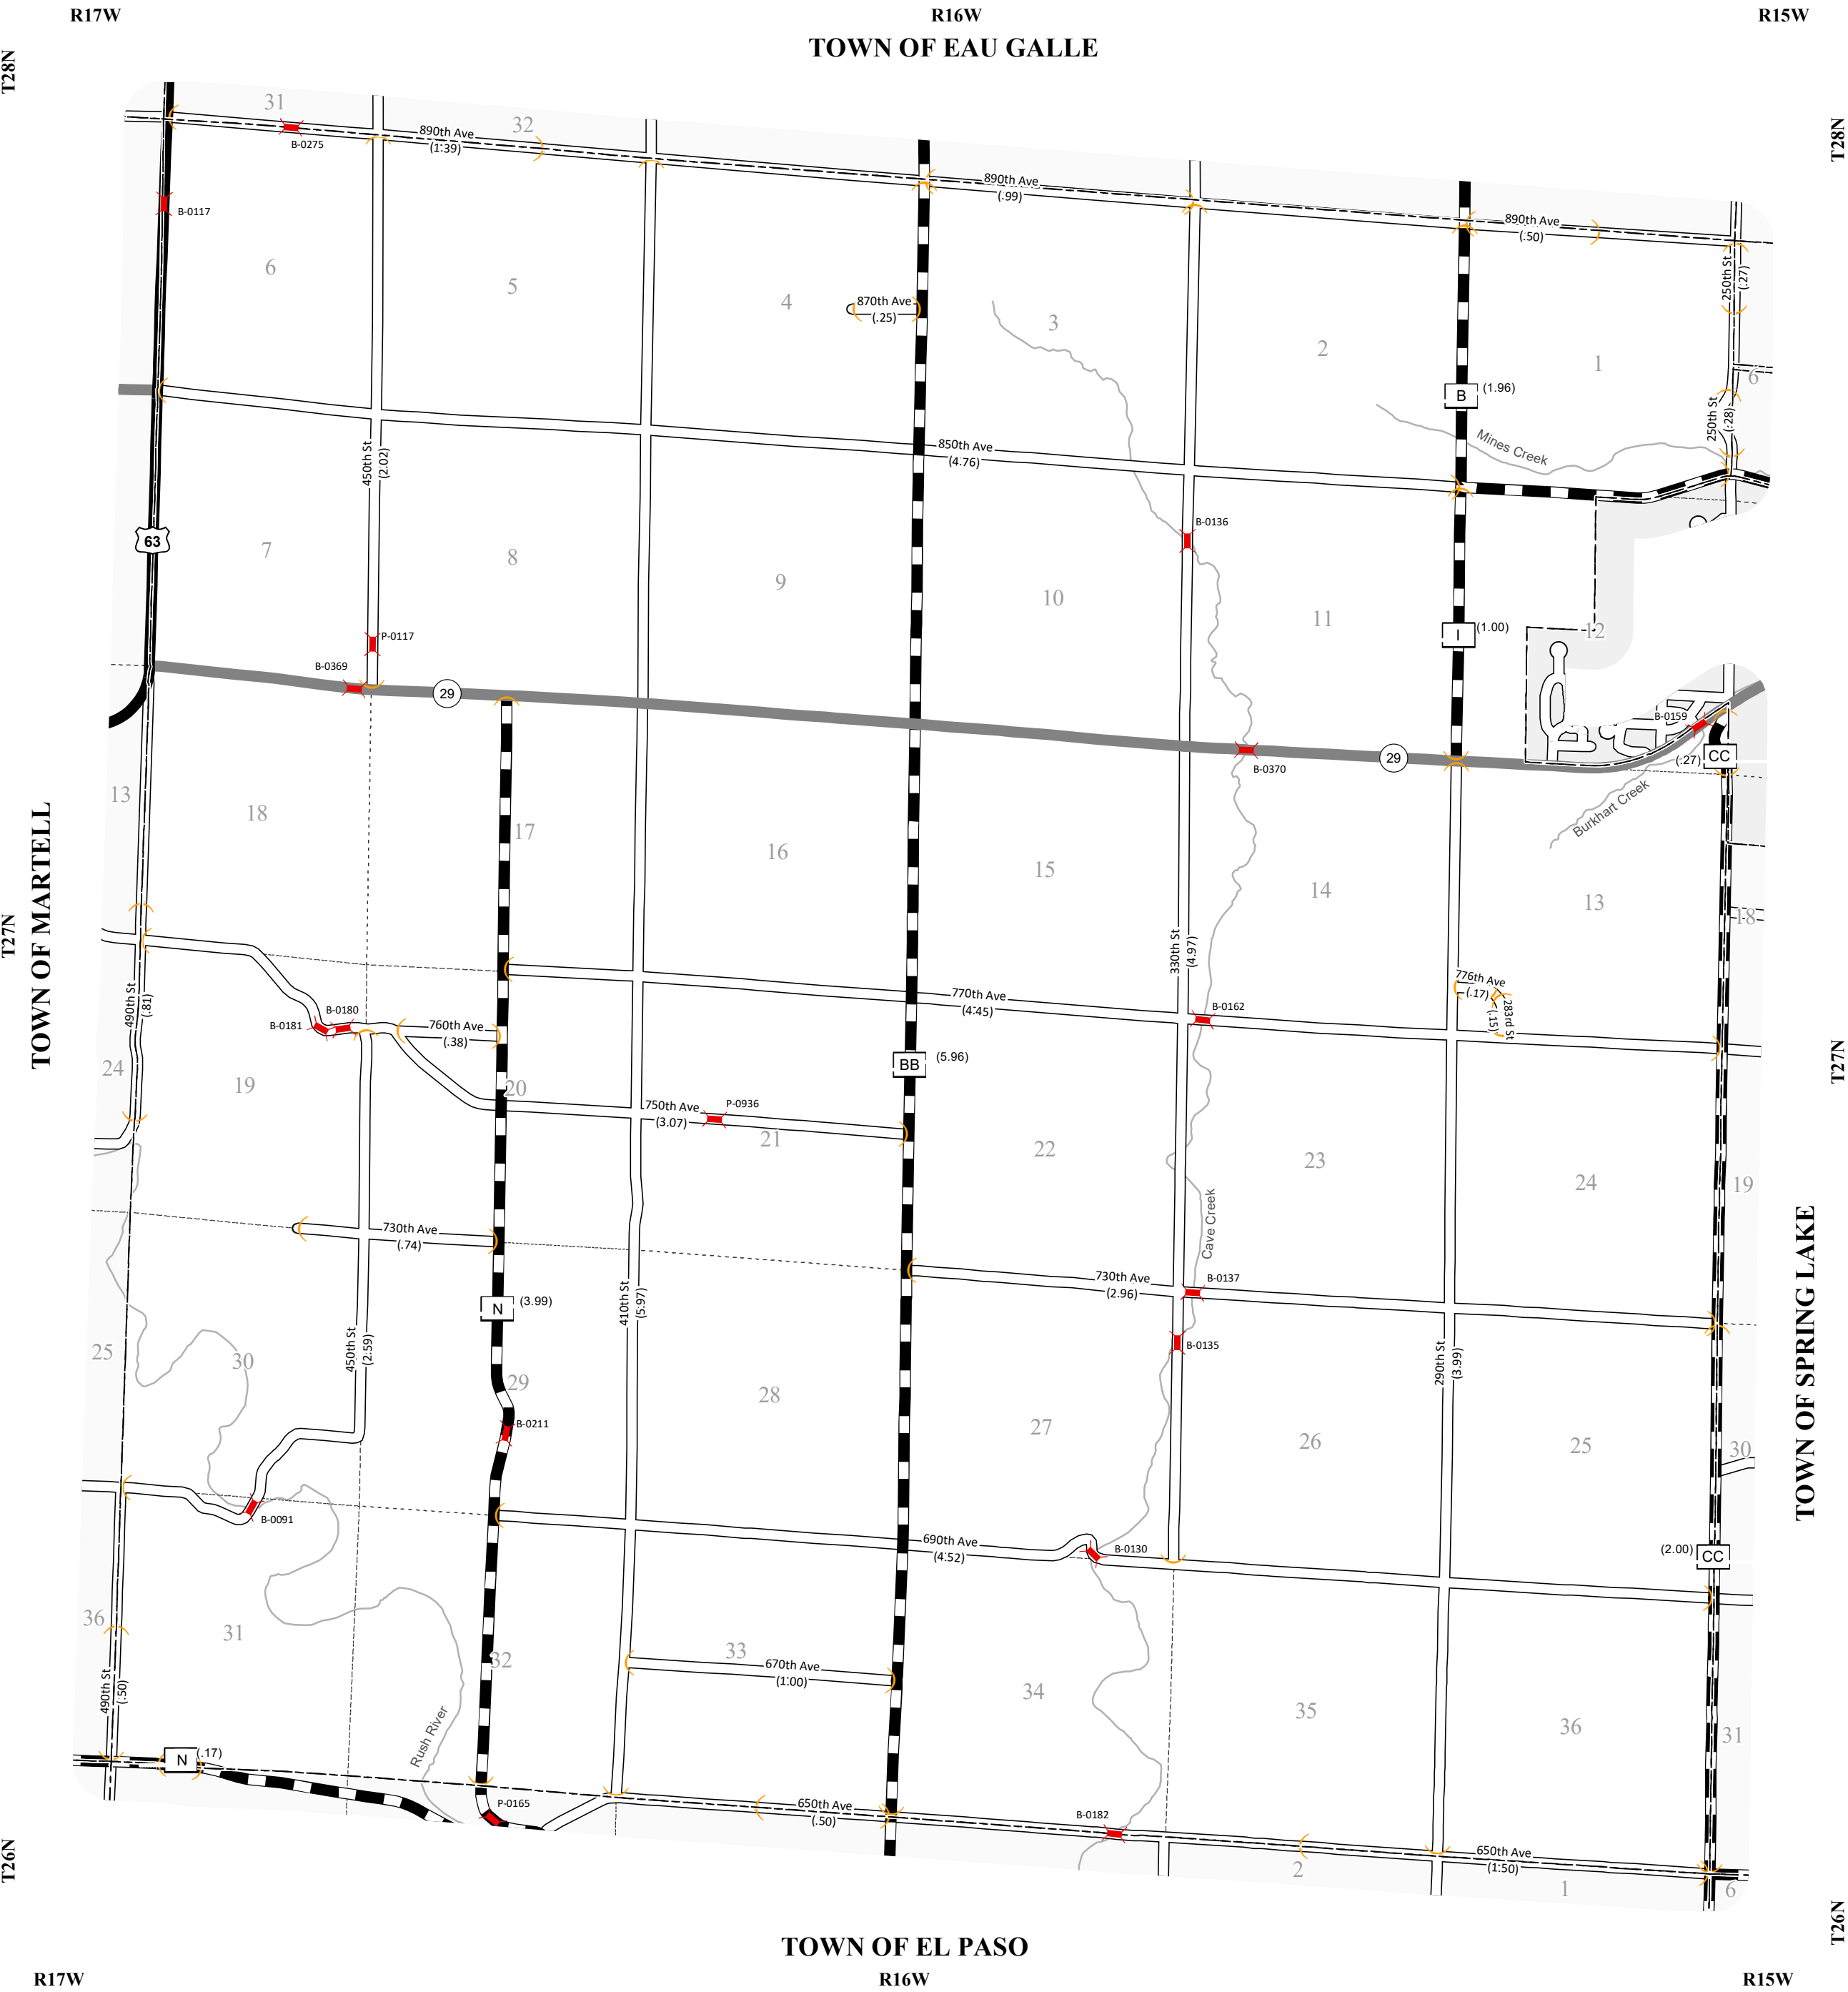 R17W
R16W
R15W
TOWN OF EAU GALLE
T28N
T28N
31
32
890th Ave
(1.39)
B-0275
890th Ave
(.99)
890th Ave
(.50)
B-0117
250th St
(.27)
6
5
4
870th Ave
(.25)
3
2
1
6
B
(1.96)
250th St
(.28)
Mines Creek
450th St
(2.02)
850th Ave
(4.76)
63
7
8
9
10
B-0136
11
I
(1.00)
12
P-0117
B-0369
29
B-0370
29
B-0159
(.27)
CC
Burkhart Creek
13
18
17
16
15
14
13
18
TOWN OF MARTELL
T27N
T27N
490th St
(.81)
330th St
(4.97)
770th Ave
(4.45)
776th Ave
(.17)
283rd St
(.15)
B-0162
B-0180
B-0181
760th Ave
(.38)
BB
(5.96)
24
19
20
750th Ave
(3.07)
P-0936
21
22
23
24
19
730th Ave
(.74)
Cave Creek
730th Ave
(2.96)
B-0137
N
(3.99)
410th St
(5.97)
B-0135
TOWN OF SPRING LAKE
25
30
450th St
(2.59)
29
28
27
26
290th St
(3.99)
25
30
B-0211
B-0091
690th Ave
(4.52)
B-0130
(2.00)
CC
36
31
32
33
670th Ave
(1.00)
34
35
36
31
490th St
(.50)
Rush River
N
(.17)
P-0165
650th Ave
(.50)
B-0182
650th Ave
(1.50)
2
1
6
T26N
T26N
TOWN OF EL PASO
R17W
R16W
R15W